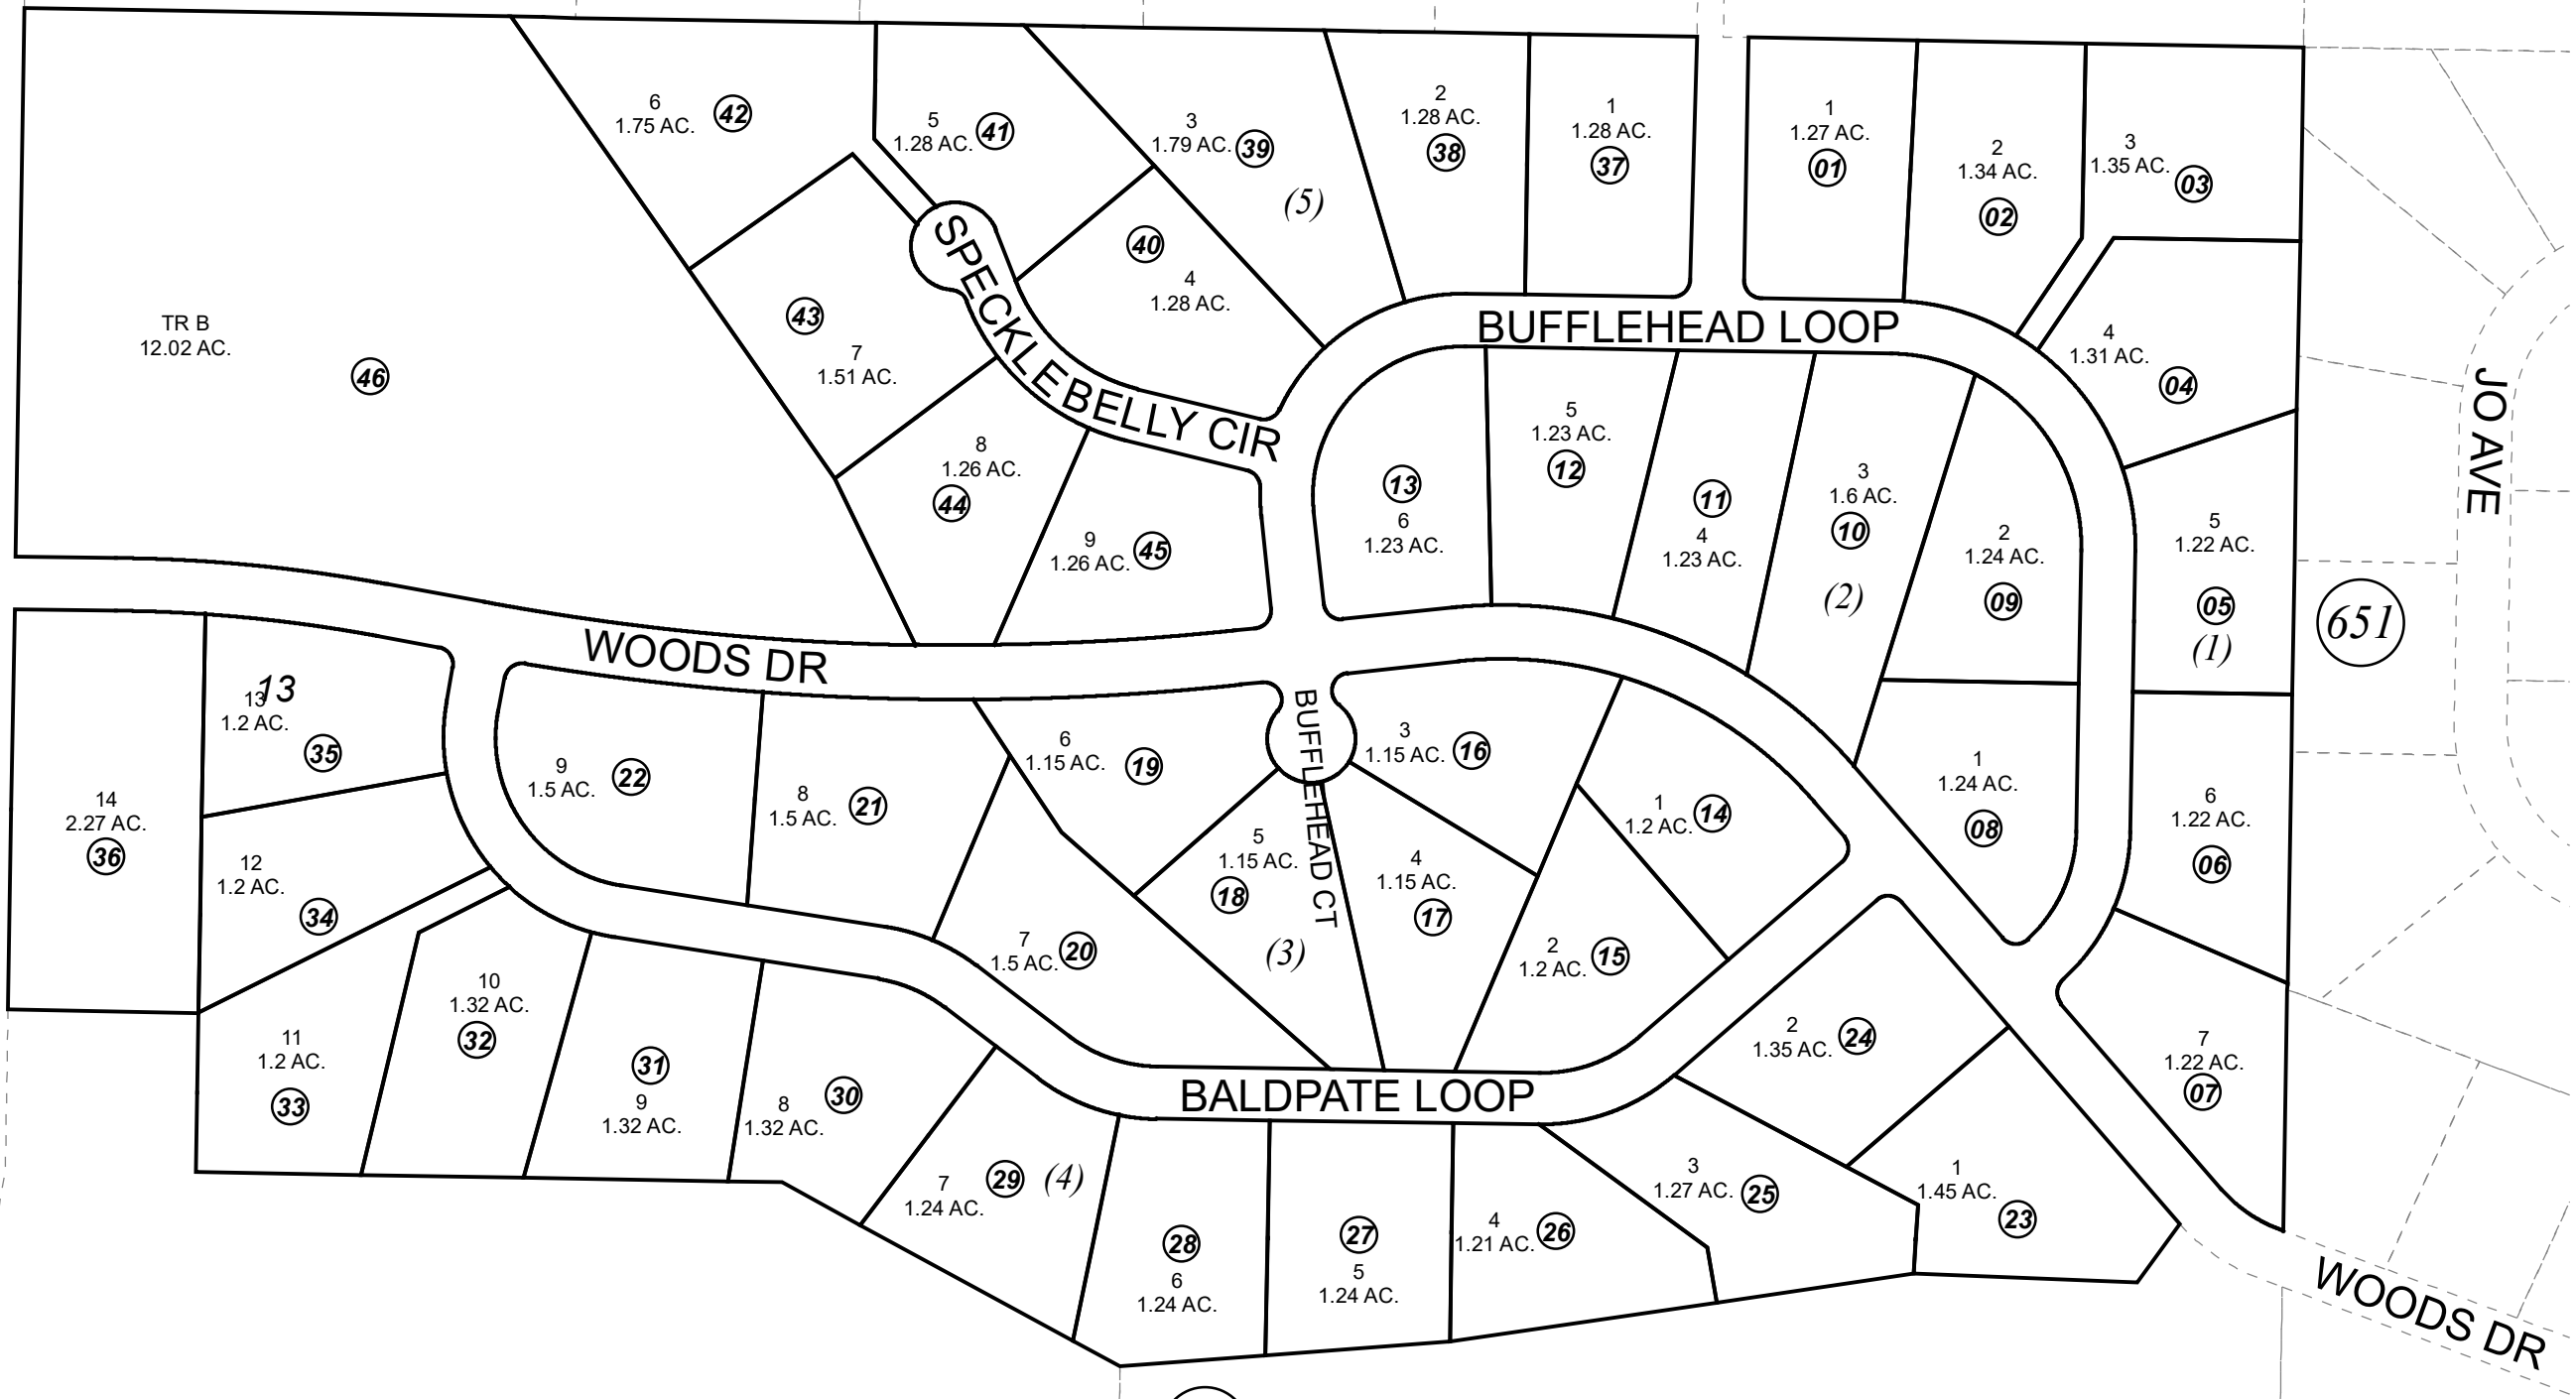 6
1.75 AC.
42
5
1.28 AC.
41
3
1.79 AC.
39
(5)
2
1.28 AC.
38
1
1.28 AC.
37
1
1.27 AC.
01
2
1.34 AC.
02
3
1.35 AC.
03
TR B
12.02 AC.
46
43
7
1.51 AC.
SPECKLEBELLY CIR
40
4
1.28 AC.
BUFFLEHEAD LOOP
4
1.31 AC.
04
JO AVE
8
1.26 AC.
44
9
1.26 AC.
45
13
6
1.23 AC.
5
1.23 AC.
12
11
4
1.23 AC.
3
1.6 AC.
10
(2)
2
1.24 AC.
09
5
1.22 AC.
05
(1)
651
WOODS DR
13
13
1.2 AC.
35
14
2.27 AC.
36
9
1.5 AC.
22
8
1.5 AC.
21
6
1.15 AC.
19
BUFFLEHEAD CT
3
1.15 AC.
16
1
1.2 AC.
14
1
1.24 AC.
08
6
1.22 AC.
06
12
1.2 AC.
34
7
1.5 AC.
20
5
1.15 AC.
18
(3)
4
1.15 AC.
17
2
1.2 AC.
15
11
1.2 AC.
33
10
1.32 AC.
32
31
9
1.32 AC.
30
8
1.32 AC.
BALDPATE LOOP
2
1.35 AC.
24
7
1.22 AC.
07
7
1.24 AC.
29
(4)
28
6
1.24 AC.
27
5
1.24 AC.
4
1.21 AC.
26
3
1.27 AC.
25
1
1.45 AC.
23
WOODS DR